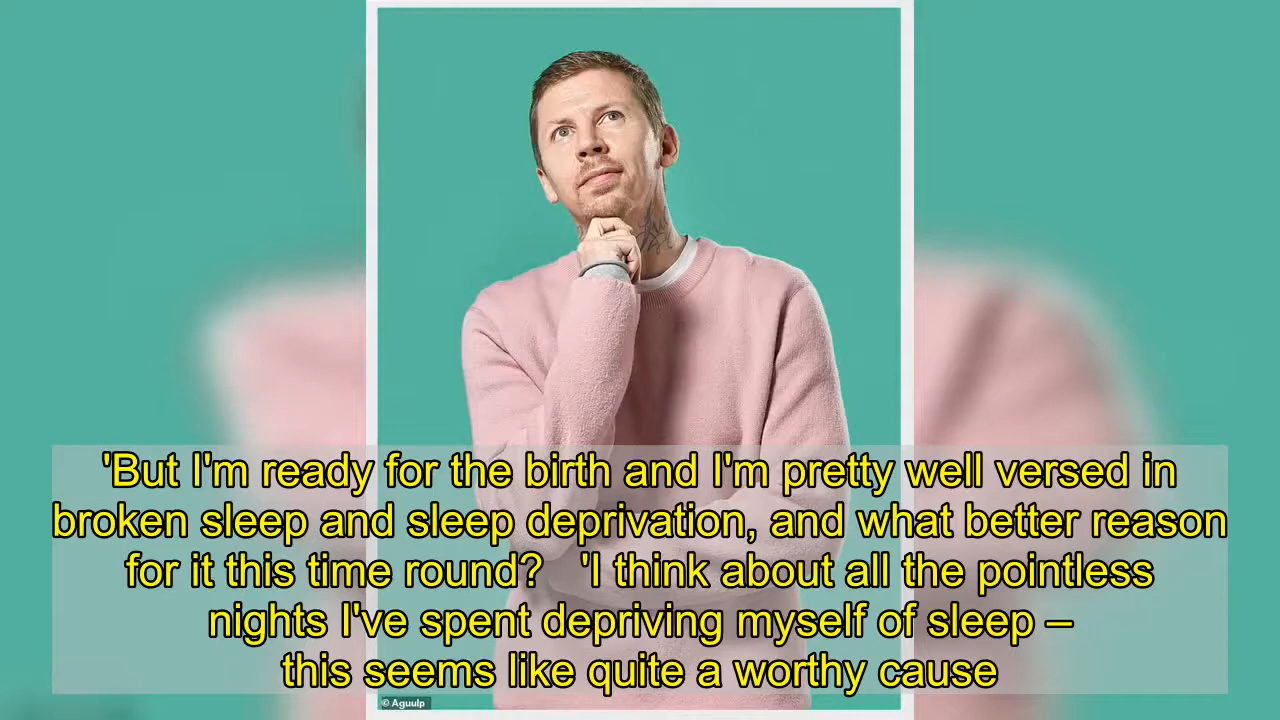 'But I'm ready for the birth and I'm pretty well versed in
broken sleep and sleep deprivation, and what better reason
for it this time round?   'I think about all the pointless
nights I've spent depriving myself of sleep –
this seems like quite a worthy cause
© Aguulp